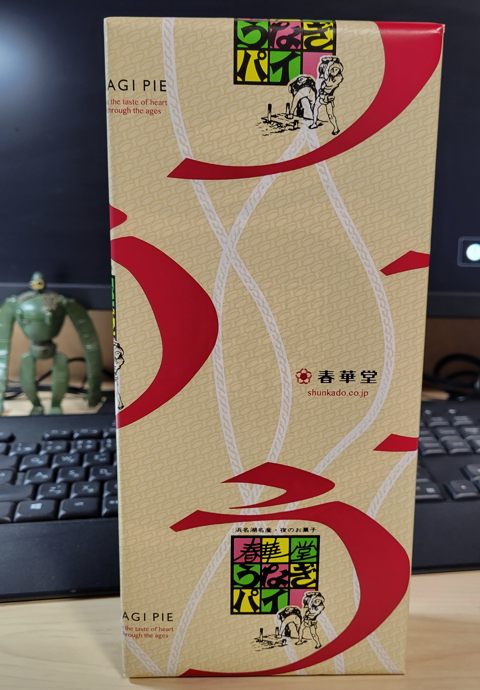 うなぎ
パイ
AGI PIE
the taste of heart
through the ages
春華堂
shunkado.co.jp
う
浜名湖名産・夜のお菓子
春華堂
うなぎ
パイ
AGI PIE
the taste of heart
through the ages